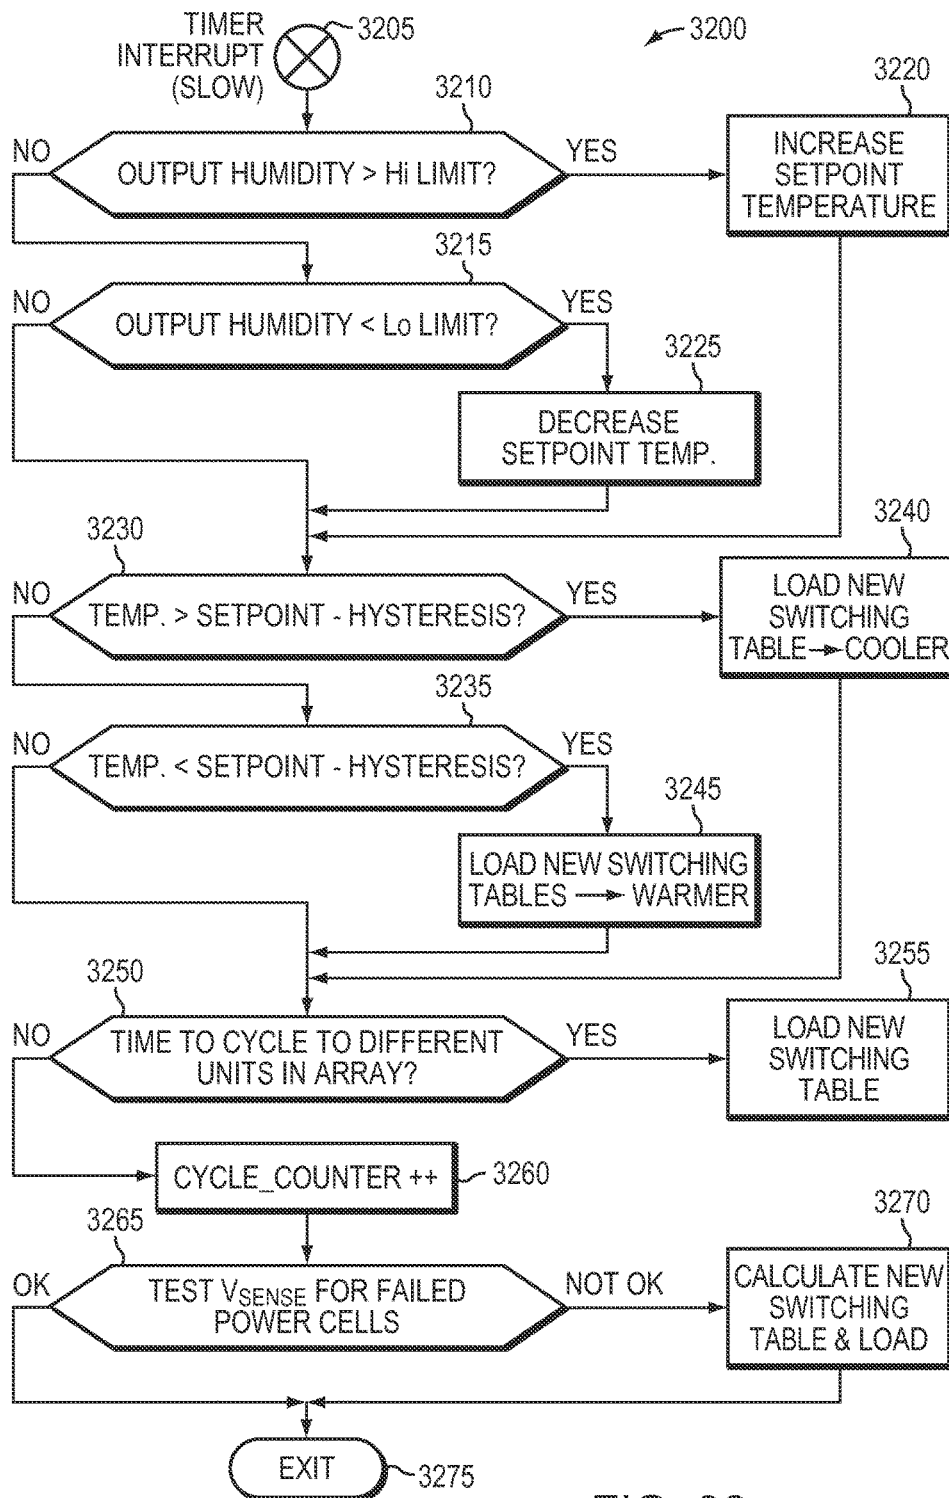 TIMER
INTERRUPT
(SLOW)
3205
3200
3210
NO
OUTPUT HUMIDITY > Hi LIMIT?
YES
3220
INCREASE
SETPOINT
TEMPERATURE
3215
NO
OUTPUT HUMIDITY < Lo LIMIT?
YES
3225
DECREASE
SETPOINT TEMP.
3230
NO
TEMP. > SETPOINT - HYSTERESIS?
YES
3240
LOAD NEW
SWITCHING
TABLE → COOLER
3235
NO
TEMP. < SETPOINT - HYSTERESIS?
YES
3245
LOAD NEW SWITCHING
TABLES → WARMER
3250
NO
TIME TO CYCLE TO DIFFERENT
UNITS IN ARRAY?
YES
3255
LOAD NEW
SWITCHING
TABLE
CYCLE_COUNTER ++
3260
3265
OK
TEST VSENSE FOR FAILED
POWER CELLS
NOT OK
3270
CALCULATE NEW
SWITCHING
TABLE & LOAD
EXIT
3275